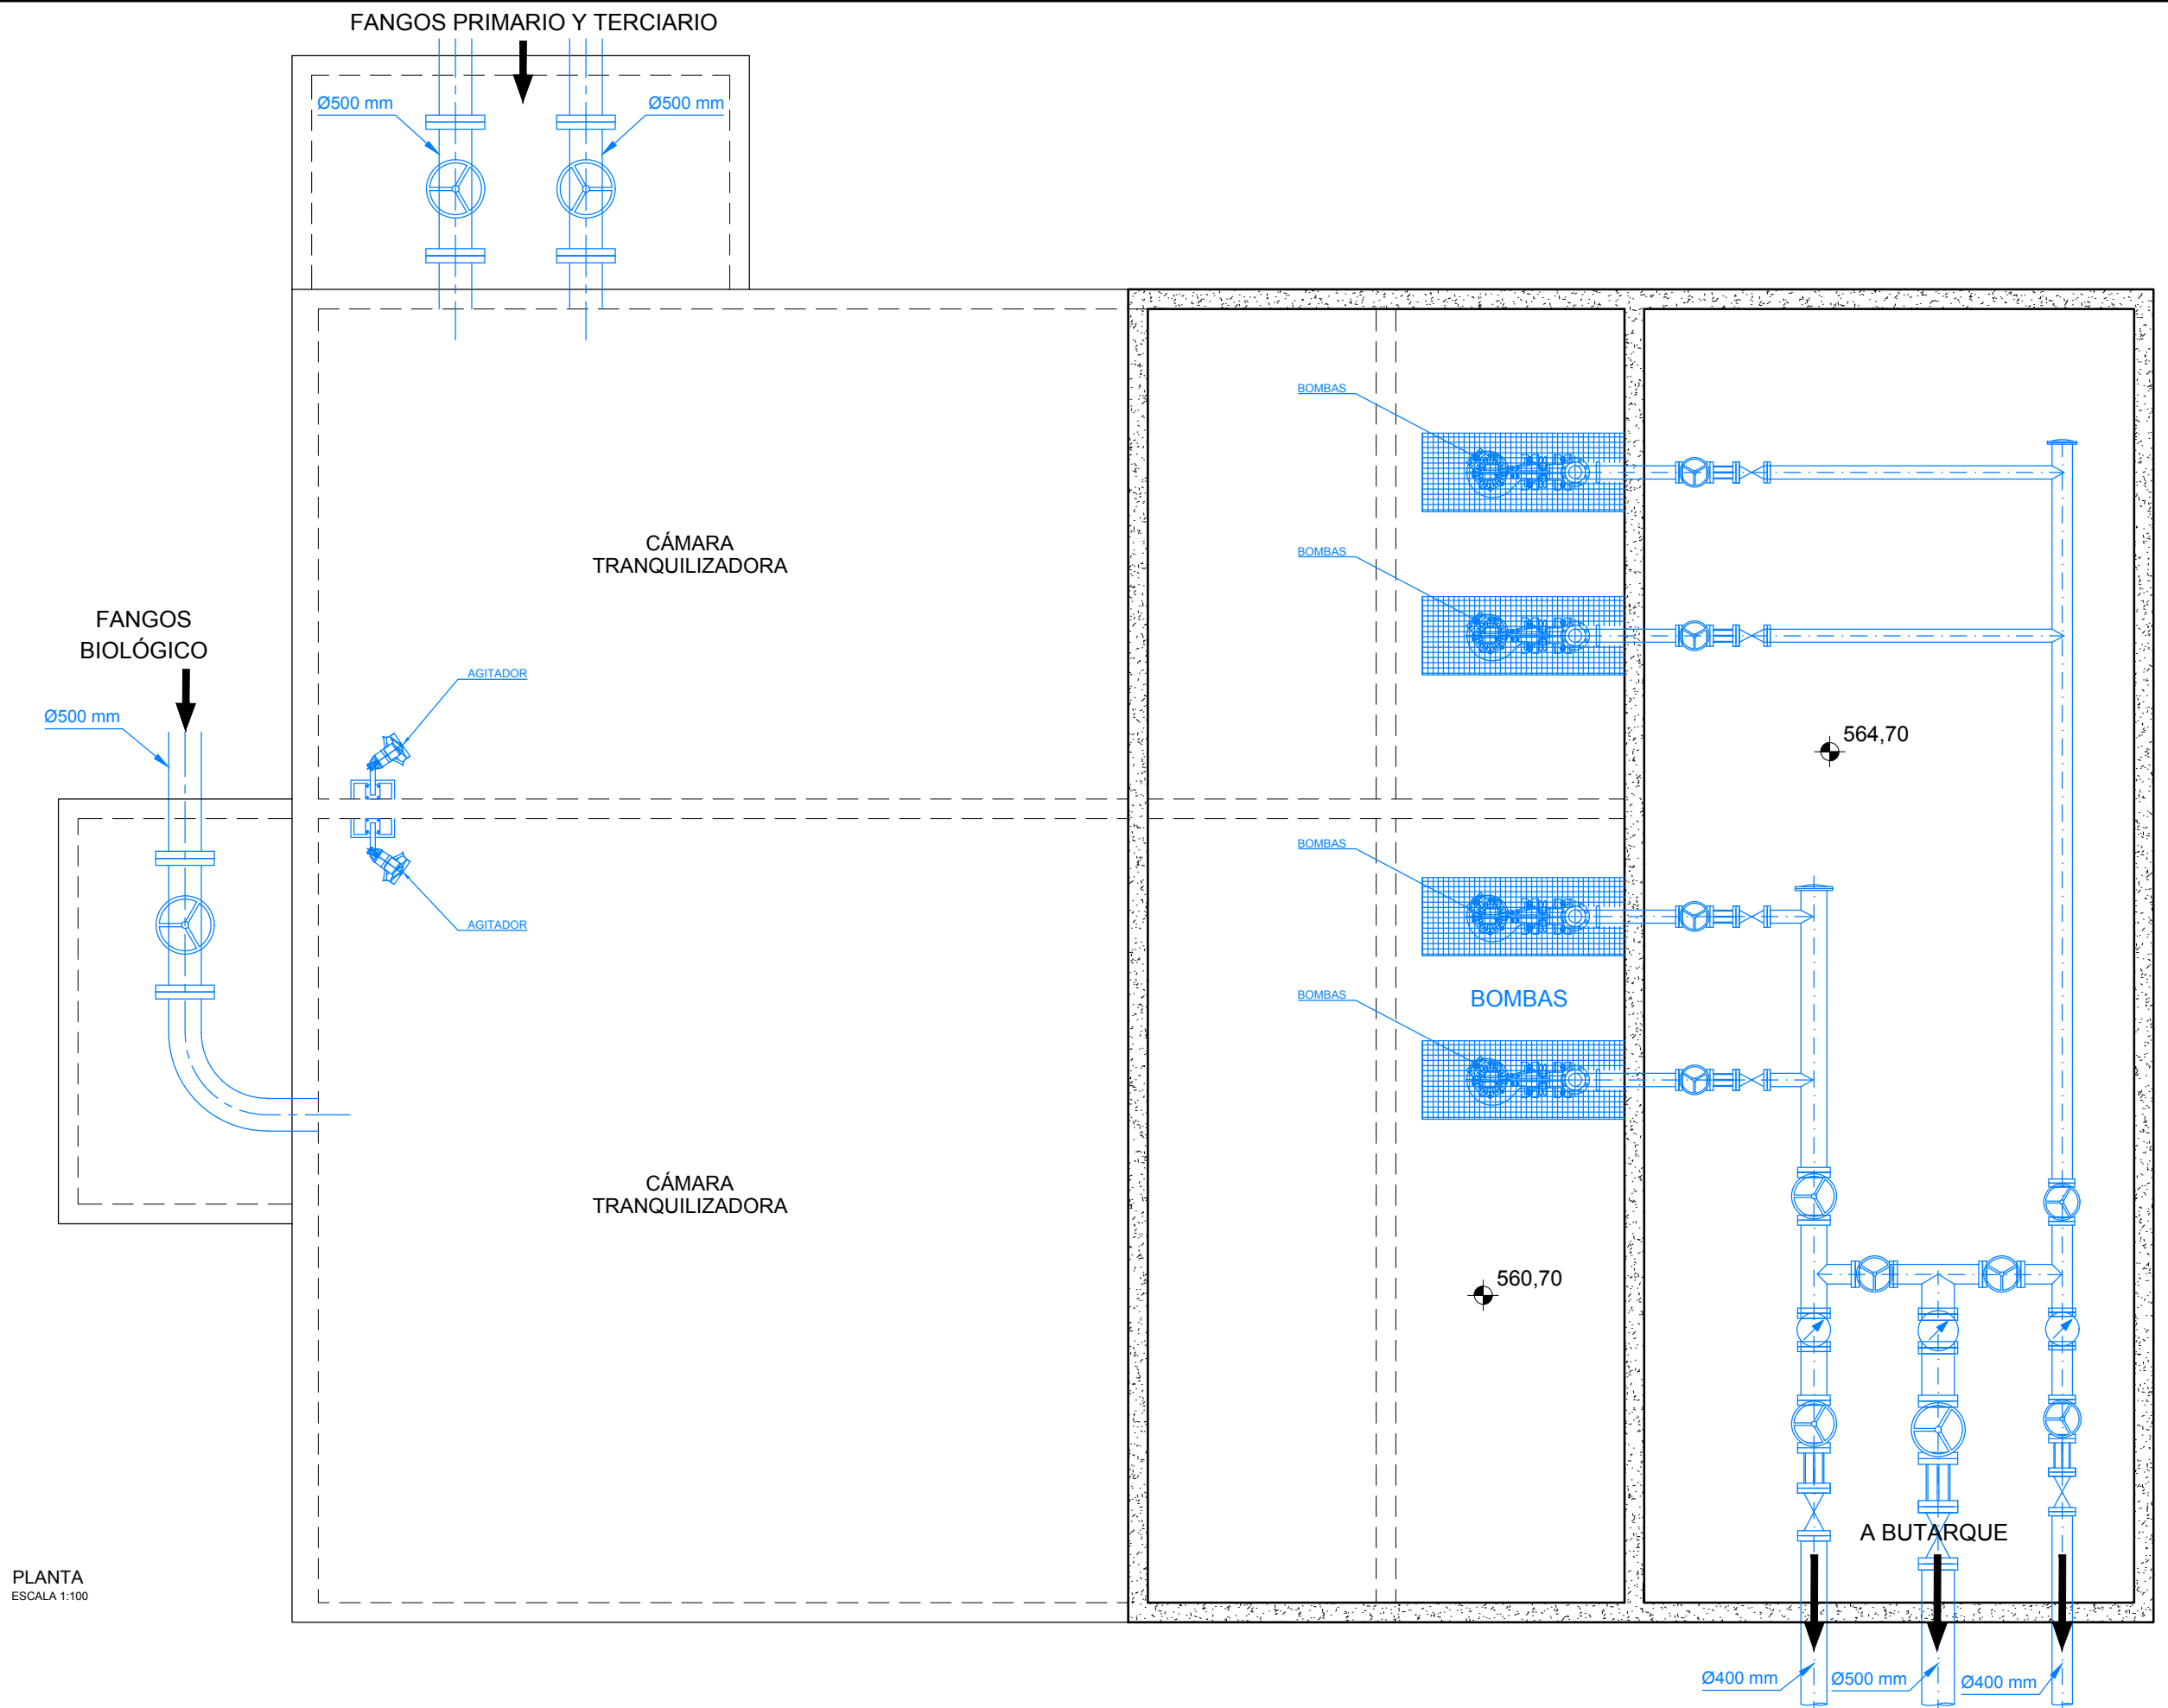 FANGOS PRIMARIO Y TERCIARIO
Ø500 mm
Ø500 mm
BOMBAS
CÁMARA
TRANQUILIZADORA
BOMBAS
FANGOS
BIOLÓGICO
AGITADOR
Ø500 mm
564,70
BOMBAS
AGITADOR
BOMBAS
BOMBAS
CÁMARA
TRANQUILIZADORA
560,70
A BUTARQUE
PLANTA
ESCALA 1:100
Ø400 mm
Ø500 mm
Ø400 mm